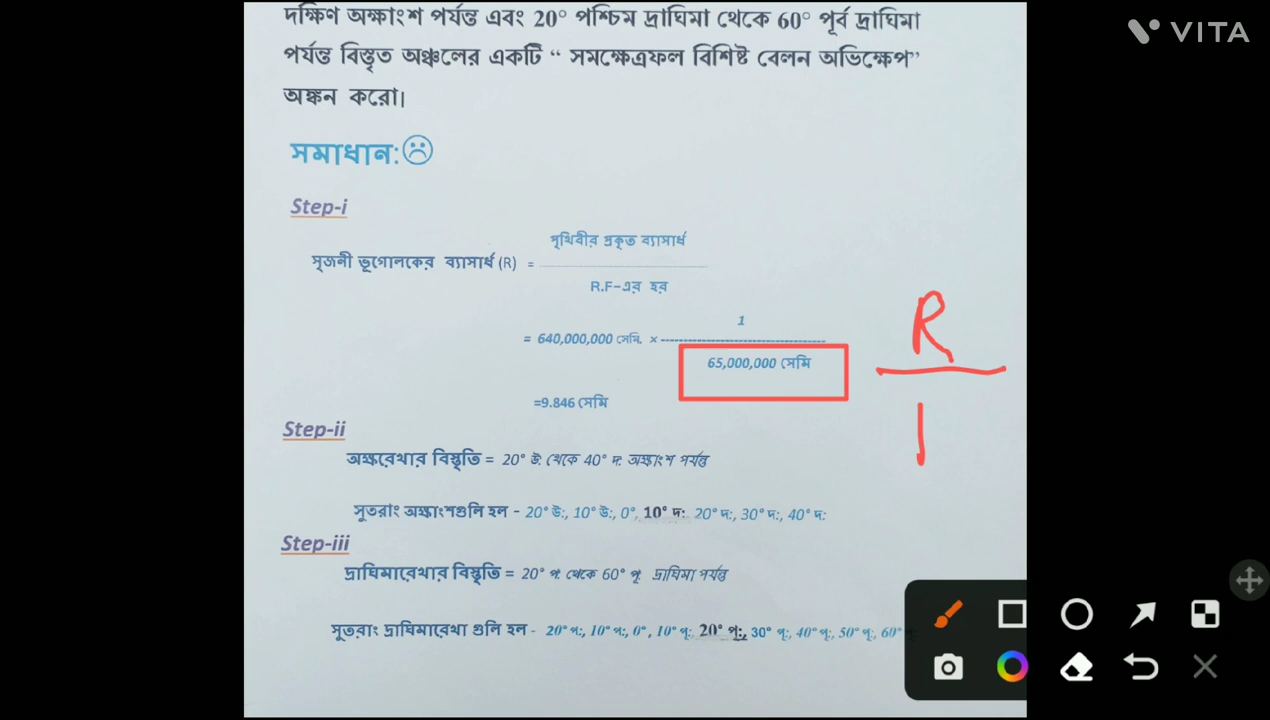 দক্ষিণ অক্ষাংশ পর্যন্ত এবং 20° পশ্চিম দ্রাঘিমা থেকে 60° পূর্ব দ্রাঘিমা
পর্যন্ত বিস্তৃত অঞ্চলের একটি “ সমক্ষেত্রফল বিশিষ্ট বেলন অভিক্ষেপ”
অঙ্কন করো।
VITA
সমাধান:☹
Step-i
পৃথিবীর প্রকৃত ব্যাসার্ধ
সৃজনী ভূগোলকের ব্যাসার্ধ (R) =
R.F-এর হর
1
= 640,000,000 সেমি. ×
65,000,000 সেমি
=9.846 সেমি
R
1
Step-ii
অক্ষরেখার বিস্তৃতি = 20° উ: থেকে 40° দ: অক্ষাংশ পর্যন্ত
সুতরাং অক্ষাংশগুলি হল - 20° উ:, 10° উ:, 0°, 10° দ:, 20° দ:, 30° দ:, 40° দ:
Step-iii
দ্রাঘিমারেখার বিস্তৃতি = 20° প: থেকে 60° পূ: দ্রাঘিমা পর্যন্ত
সুতরাং দ্রাঘিমারেখা গুলি হল - 20° প:, 10° প:, 0°, 10° পূ:, 20° পূ:, 30° পূ:, 40° পূ:, 50° পূ:, 60°